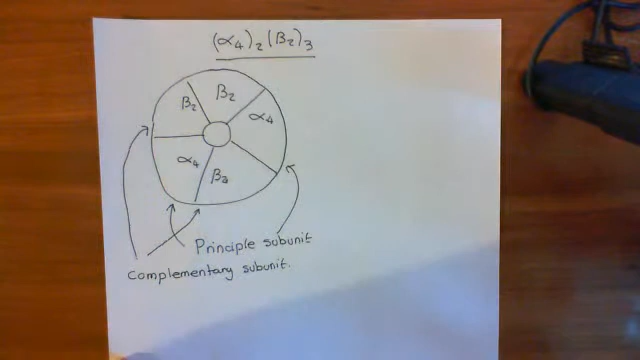 (α4)2(β2)3
β2
β2
α4
α4
β2
Principle subunit
Complementary subunit.